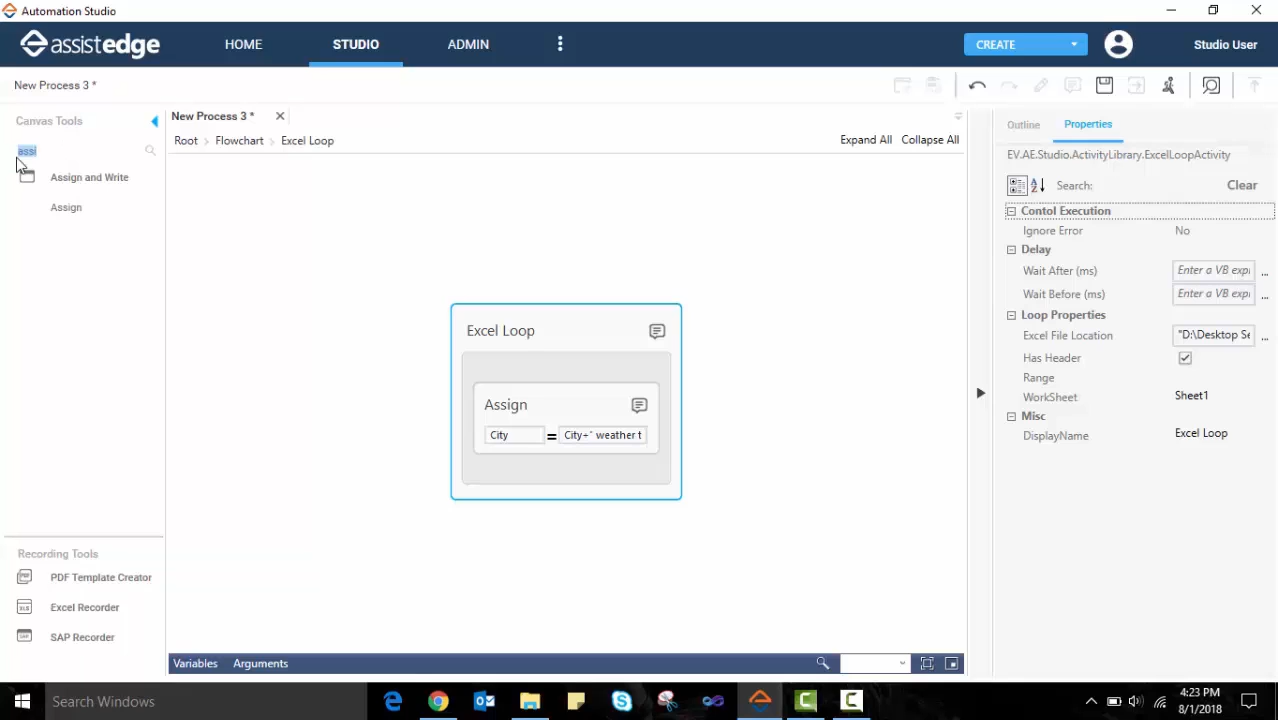 Automation Studio
assistedge
HOME
STUDIO
ADMIN
CREATE
Studio User
New Process 3 *
Canvas Tools
assi
Assign and Write
Assign
New Process 3 *
Root > Flowchart > Excel Loop
Expand All
Collapse All
Excel Loop
Assign
City = City+" weather t
Outline
Properties
EV.AE.Studo.ActivityLibrary.ExcelLoopActivity
Search:
Clear
Contol Execution
Ignore Error
No
Delay
Wait After (ms)
Enter a VB expr
...
Wait Before (ms)
Enter a VB expr
...
Loop Properties
Excel File Location
"D:\Desktop Se
...
Has Header
Range
WorkSheet
Sheet1
Misc
DisplayName
Excel Loop
Recording Tools
PDF Template Creator
Excel Recorder
SAP Recorder
Variables
Arguments
Search Windows
4:23 PM
8/1/2018